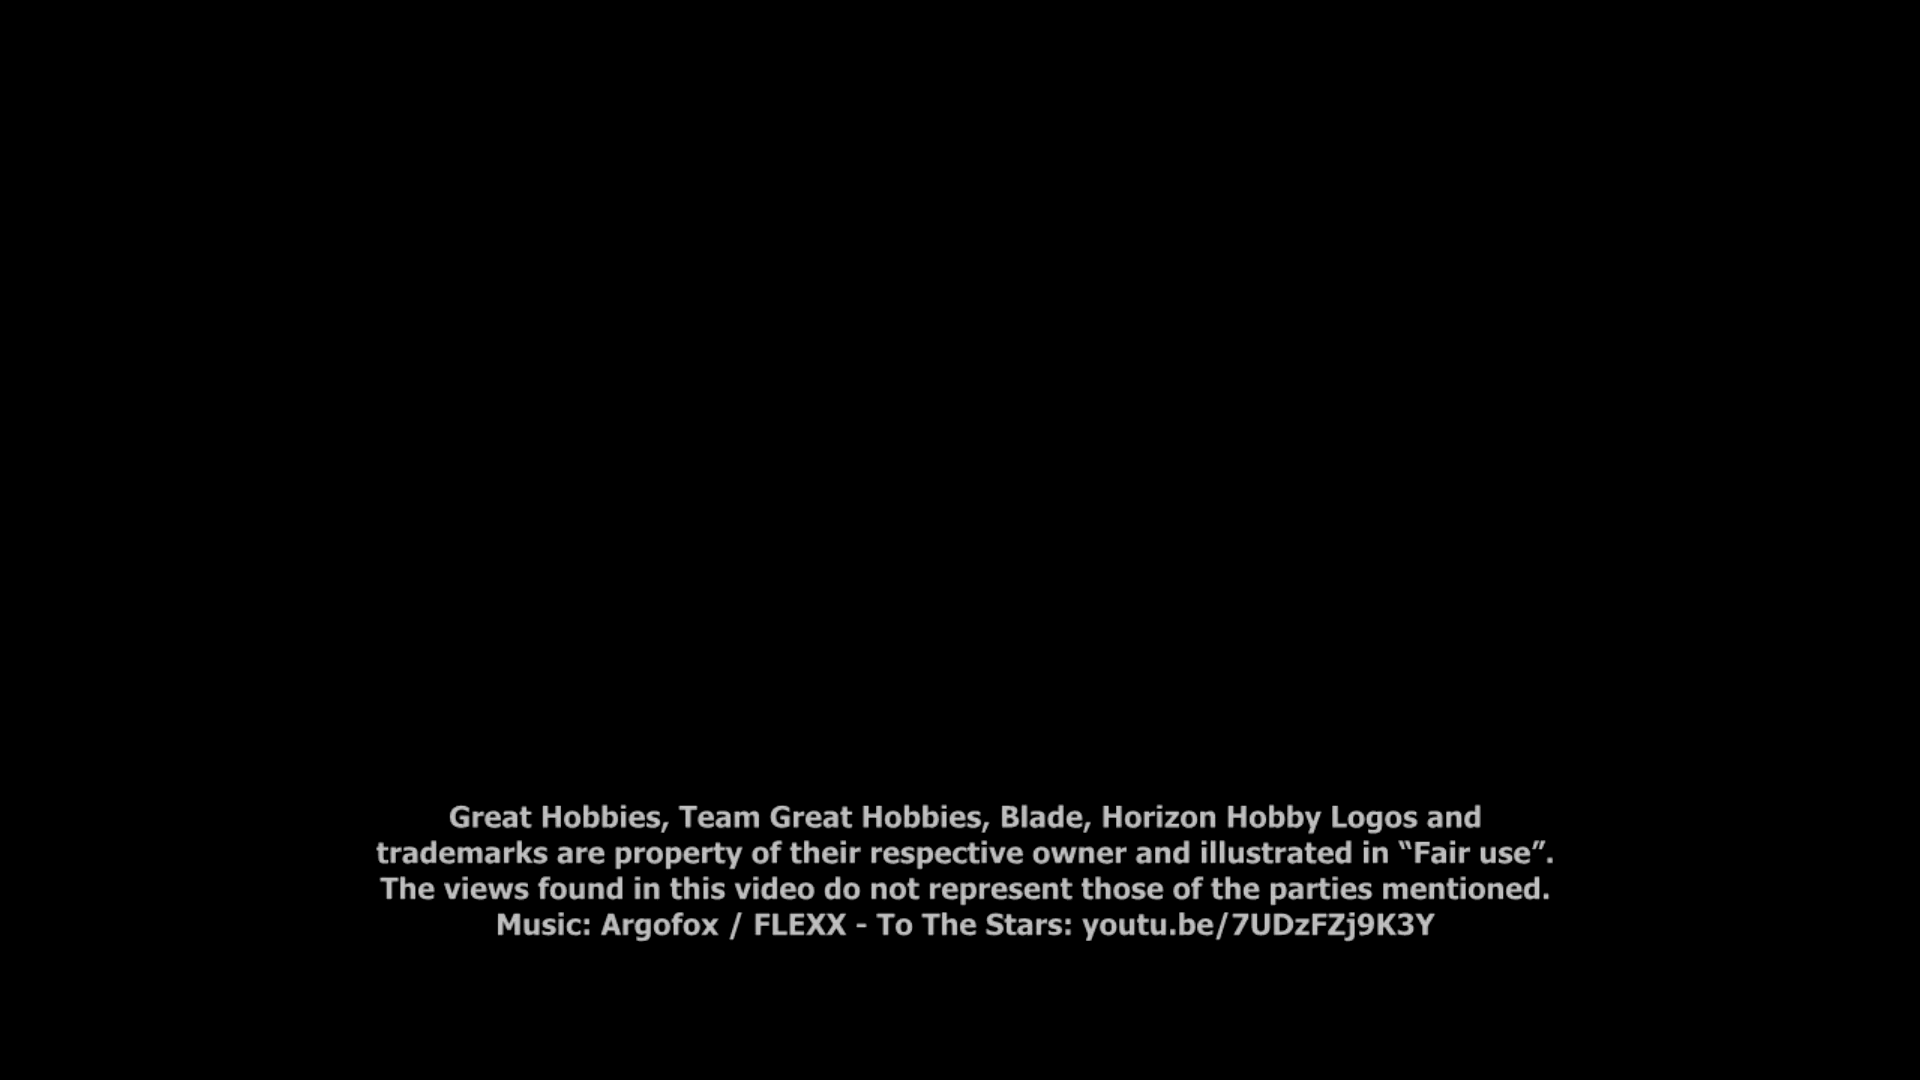 Great Hobbies, Team Great Hobbies, Blade, Horizon Hobby Logos and
trademarks are property of their respective owner and illustrated in “Fair use”.
The views found in this video do not represent those of the parties mentioned.
Music: Argofox / FLEXX - To The Stars: youtu.be/7UDzFZj9K3Y